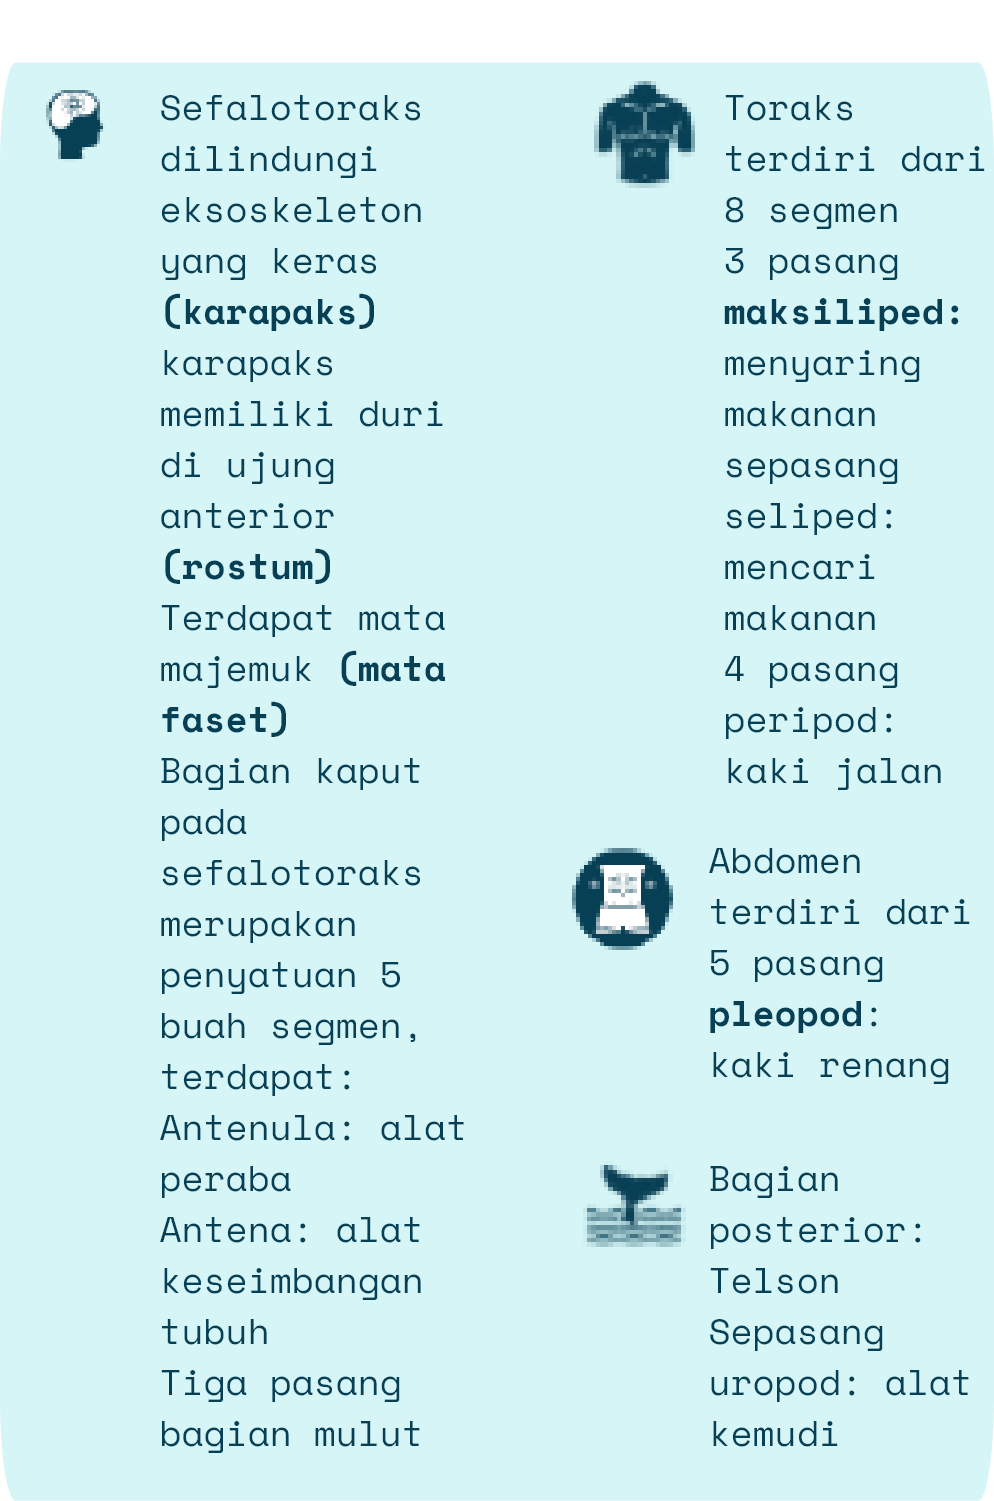 Sefalotoraks
dilindungi
eksoskeleton
yang keras
(karapaks)
karapaks
memiliki duri
di ujung
anterior
(rostum)
Terdapat mata
majemuk (mata
faset)
Bagian kaput
pada
sefalotoraks
merupakan
penyatuan 5
buah segmen,
terdapat:
Antenula: alat
peraba
Antena: alat
keseimbangan
tubuh
Tiga pasang
bagian mulut
Toraks
terdiri dari
8 segmen
3 pasang
maksiliped:
menyaring
makanan
sepasang
seliped:
mencari
makanan
4 pasang
peripod:
kaki jalan
Abdomen
terdiri dari
5 pasang
pleopod:
kaki renang
Bagian
posterior:
Telson
Sepasang
uropod: alat
kemudi